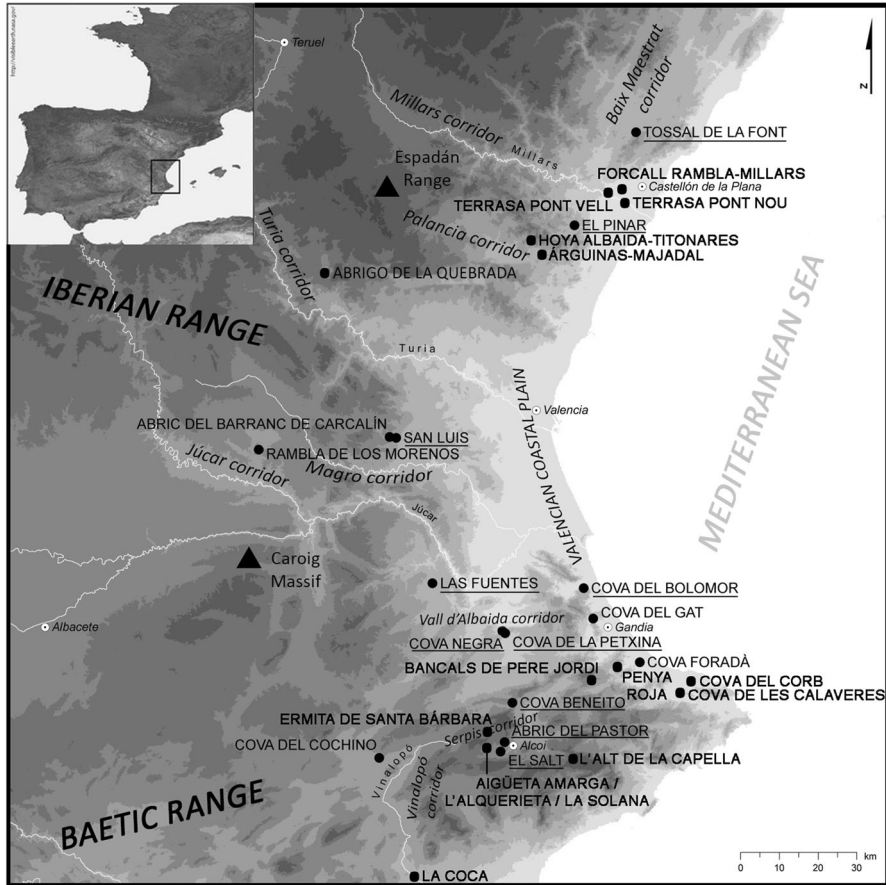 http://visibleearth.nasa.gov/
Teruel
N
Millars corridor
Millars
Baix Maestrat
corridor
TOSSAL DE LA FONT
Espadán
Range
FORCALL RAMBLA-MILLARS
Castellón de la Plana
TERRASA PONT VELL
TERRASA PONT NOU
Turia corridor
Palancia corridor
EL PINAR
HOYA ALBAIDA-TITONARES
ÁRGUINAS-MAJADAL
ABRIGO DE LA QUEBRADA
IBERIAN RANGE
MEDITERRANEAN SEA
Turia
Valencia
VALENCIAN COASTAL PLAIN
ABRIC DEL BARRANC DE CARCALÍN
SAN LUIS
RAMBLA DE LOS MORENOS
Júcar corridor
Magro corridor
Júcar
Caroig
Massif
LAS FUENTES
COVA DEL BOLOMOR
Albacete
Vall d'Albaida corridor
COVA DEL GAT
Gandia
COVA NEGRA
COVA DE LA PETXINA
BANCALS DE PERE JORDI
COVA FORADÀ
PENYA
ROJA
COVA DEL CORB
COVA DE LES CALAVERES
COVA BENEITO
ERMITA DE SANTA BÁRBARA
Serpis corridor
ABRIC DEL PASTOR
COVA DEL COCHINO
Alcoi
EL SALT
L'ALT DE LA CAPELLA
Vinalopó
Vinalopó
corridor
AIGÜETA AMARGA /
L'ALQUERIETA / LA SOLANA
BAETIC RANGE
LA COCA
km
0 10 20 30